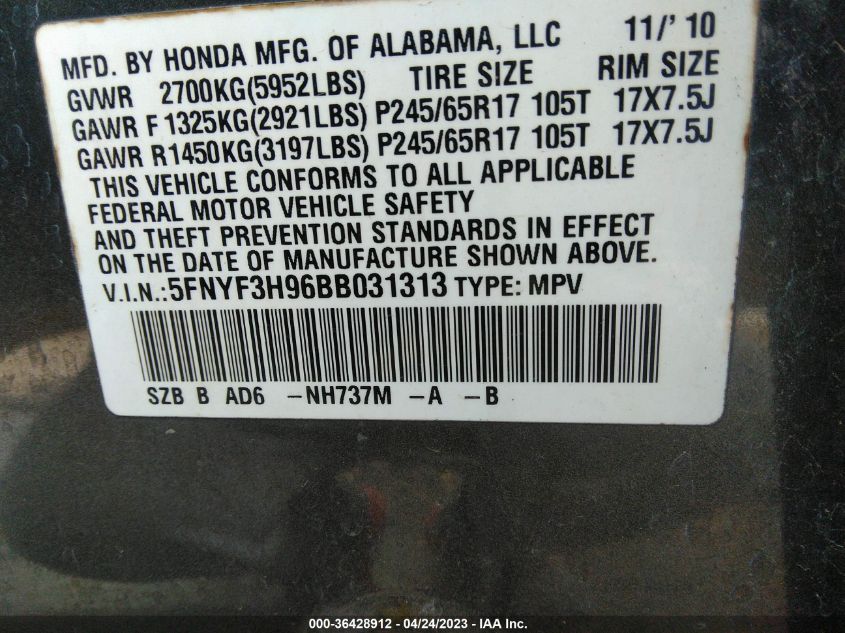 MFD. BY HONDA MFG. OF ALABAMA, LLC 11/' 10
GVWR 2700KG(5952LBS) TIRE SIZE RIM SIZE
GAWR F 1325KG(2921LBS) P245/65R17 105T 17X7.5J
GAWR R1450KG(3197LBS) P245/65R17 105T 17X7.5J
THIS VEHICLE CONFORMS TO ALL APPLICABLE
FEDERAL MOTOR VEHICLE SAFETY
AND THEFT PREVENTION STANDARDS IN EFFECT
ON THE DATE OF MANUFACTURE SHOWN ABOVE.
V.I.N.:5FNYF3H96BB031313 TYPE: MPV
SZB B AD6 -NH737M -A -B
000-36428912 - 04/24/2023 - IAA Inc.